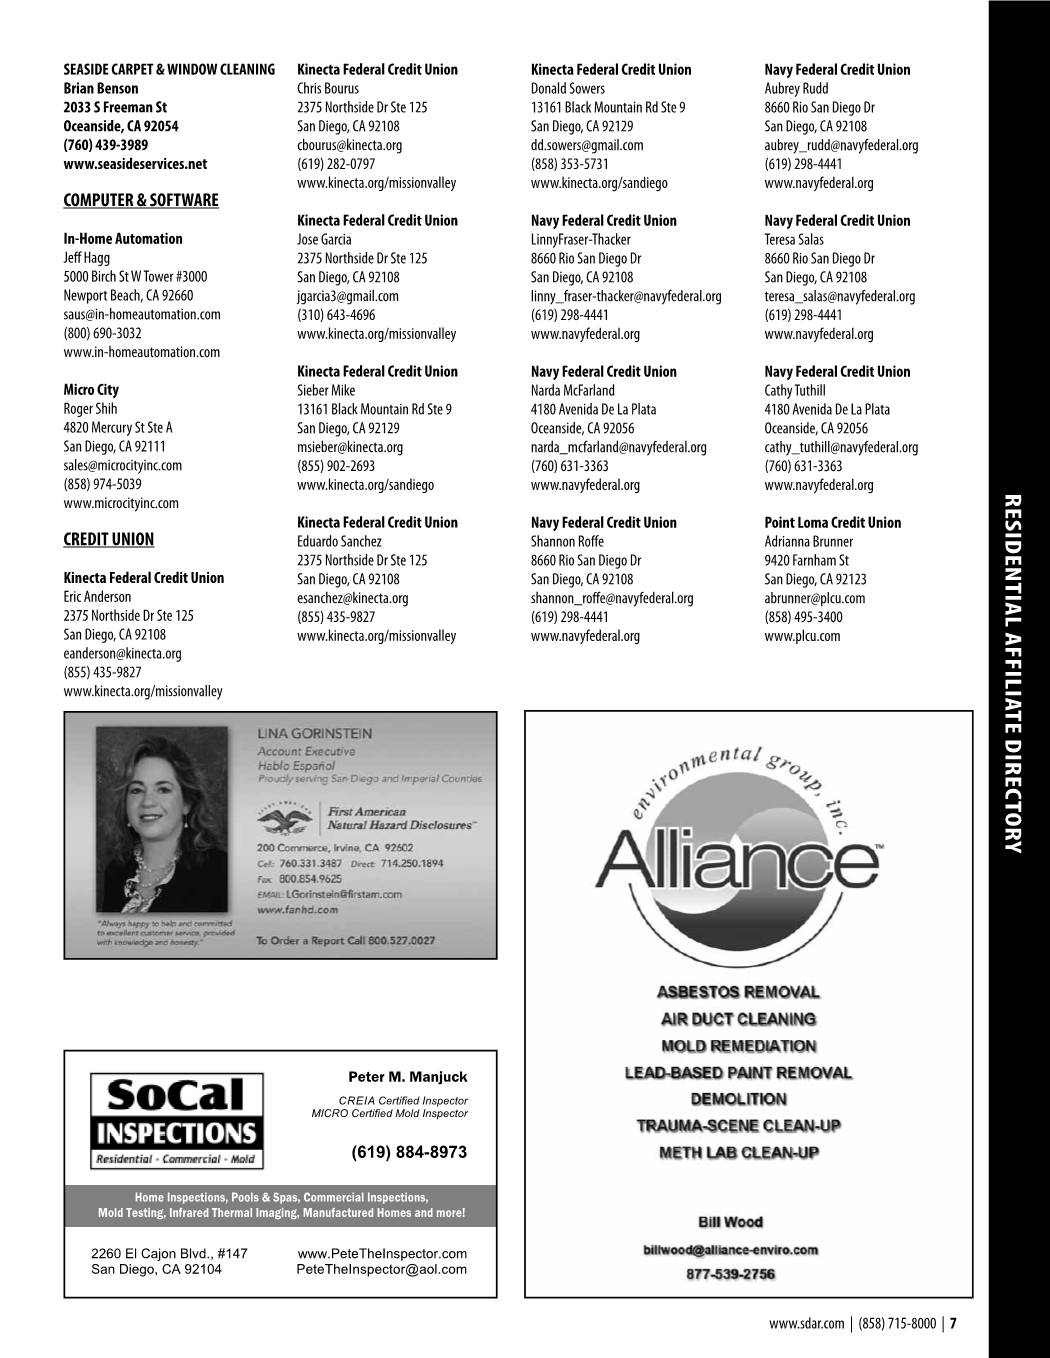 SEASIDE CARPET & WINDOW CLEANING
Brian Benson
2033 S Freeman St
Oceanside, CA 92054
(760) 439-3989
www.seasideservices.net
COMPUTER & SOFTWARE
In-Home Automation
Jeff Hagg
5000 Birch St W Tower #3000
Newport Beach, CA 92660
saus@in-homeautomation.com
(800) 690-3032
www.in-homeautomation.com
Micro City
Roger Shih
4820 Mercury St Ste A
San Diego, CA 92111
sales@microcityinc.com
(858) 974-5039
www.microcityinc.com
CREDIT UNION
Kinecta Federal Credit Union
Eric Anderson
2375 Northside Dr Ste 125
San Diego, CA 92108
eanderson@kinecta.org
(855) 435-9827
www.kinecta.org/missionvalley
Kinecta Federal Credit Union
Chris Bourus
2375 Northside Dr Ste 125
San Diego, CA 92108
cbourus@kinecta.org
(619) 282-0797
www.kinecta.org/missionvalley
Kinecta Federal Credit Union
Jose Garcia
2375 Northside Dr Ste 125
San Diego, CA 92108
jgarcia3@gmail.com
(310) 643-4696
www.kinecta.org/missionvalley
Kinecta Federal Credit Union
Sieber Mike
13161 Black Mountain Rd Ste 9
San Diego, CA 92129
msieber@kinecta.org
(855) 902-2693
www.kinecta.org/sandiego
Kinecta Federal Credit Union
Eduardo Sanchez
2375 Northside Dr Ste 125
San Diego, CA 92108
esanchez@kinecta.org
(855) 435-9827
www.kinecta.org/missionvalley
Kinecta Federal Credit Union
Donald Sowers
13161 Black Mountain Rd Ste 9
San Diego, CA 92129
dd.sowers@gmail.com
(858) 353-5731
www.kinecta.org/sandiego
Navy Federal Credit Union
LinnyFraser-Thacker
8660 Rio San Diego Dr
San Diego, CA 92108
linny_fraser-thacker@navyfederal.org
(619) 298-4441
www.navyfederal.org
Navy Federal Credit Union
Narda McFarland
4180 Avenida De La Plata
Oceanside, CA 92056
narda_mcfarland@navyfederal.org
(760) 631-3363
www.navyfederal.org
Navy Federal Credit Union
Shannon Roffe
8660 Rio San Diego Dr
San Diego, CA 92108
shannon_roffe@navyfederal.org
(619) 298-4441
www.navyfederal.org
Navy Federal Credit Union
Aubrey Rudd
8660 Rio San Diego Dr
San Diego, CA 92108
aubrey_rudd@navyfederal.org
(619) 298-4441
www.navyfederal.org
Navy Federal Credit Union
Teresa Salas
8660 Rio San Diego Dr
San Diego, CA 92108
teresa_salas@navyfederal.org
(619) 298-4441
www.navyfederal.org
Navy Federal Credit Union
Cathy Tuthill
4180 Avenida De La Plata
Oceanside, CA 92056
cathy_tuthill@navyfederal.org
(760) 631-3363
www.navyfederal.org
Point Loma Credit Union
Adrianna Brunner
9420 Farnham St
San Diego, CA 92123
abrunner@plcu.com
(858) 495-3400
www.plcu.com
RESIDENTIAL AFFILIATE DIRECTORY
LINA GORINSTEIN
Account Executive
Hablo Español
Proudly serving San Diego and Imperial Counties
First American
Natural Hazard Disclosures™
200 Commerce, Irvine, CA 92602
Cell: 760.331.3487 Direct: 714.250.1894
Fax: 800.854.9625
EMAIL: LGorinstein@firstam.com
www.fanhd.com
To Order a Report Call 800.527.0027
"Always happy to help and committed
to excellent customer service, provided
with knowledge and honesty."
SoCal
INSPECTIONS
Residential - Commercial - Mold
Peter M. Manjuck
CREIA Certified Inspector
MICRO Certified Mold Inspector
(619) 884-8973
Home Inspections, Pools & Spas, Commercial Inspections,
Mold Testing, Infrared Thermal Imaging, Manufactured Homes and more!
2260 El Cajon Blvd., #147
San Diego, CA 92104
www.PeteTheInspector.com
PeteTheInspector@aol.com
environmental group, inc.
Alliance™
ASBESTOS REMOVAL
AIR DUCT CLEANING
MOLD REMEDIATION
LEAD-BASED PAINT REMOVAL
DEMOLITION
TRAUMA-SCENE CLEAN-UP
METH LAB CLEAN-UP
Bill Wood
billwood@alliance-enviro.com
877-539-2756
www.sdar.com | (858) 715-8000 | 7